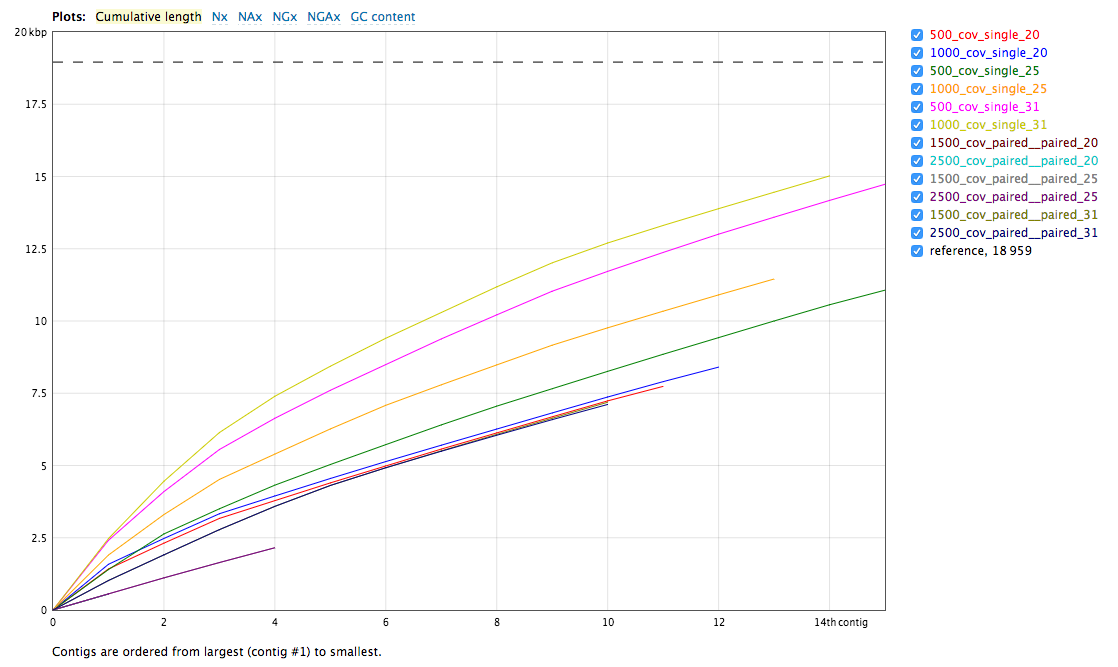 Plots: Cumulative length Nx NAx NGx NGAx GC content
20 kbp
17.5
15
12.5
10
7.5
5
2.5
0
0 2 4 6 8 10 12 14th contig
500_cov_single_20
1000_cov_single_20
500_cov_single_25
1000_cov_single_25
500_cov_single_31
1000_cov_single_31
1500_cov_paired__paired_20
2500_cov_paired__paired_20
1500_cov_paired__paired_25
2500_cov_paired__paired_25
1500_cov_paired__paired_31
2500_cov_paired__paired_31
reference, 18 959
Contigs are ordered from largest (contig #1) to smallest.